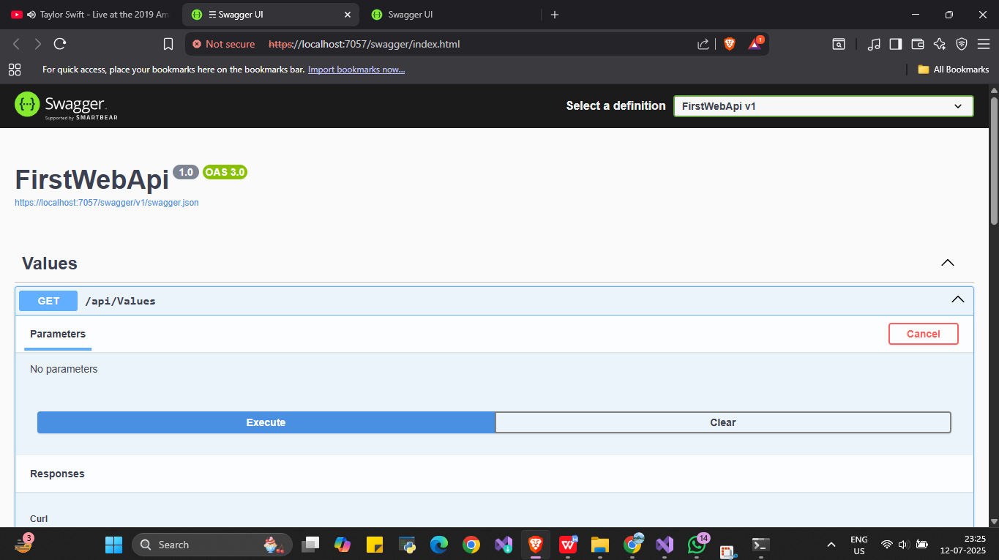 Taylor Swift - Live at the 2019 Am
☰ Swagger UI
Swagger UI
Not secure https://localhost:7057/swagger/index.html
1
For quick access, place your bookmarks here on the bookmarks bar. Import bookmarks now...
All Bookmarks
{···} Swagger
Supported by SMARTBEAR
Select a definition
FirstWebApi v1
FirstWebApi 1.0 OAS 3.0
https://localhost:7057/swagger/v1/swagger.json
Values
GET /api/Values
Parameters
Cancel
No parameters
Execute
Clear
Responses
Curl
3
Search
W
14
ENG
US
23:25
12-07-2025